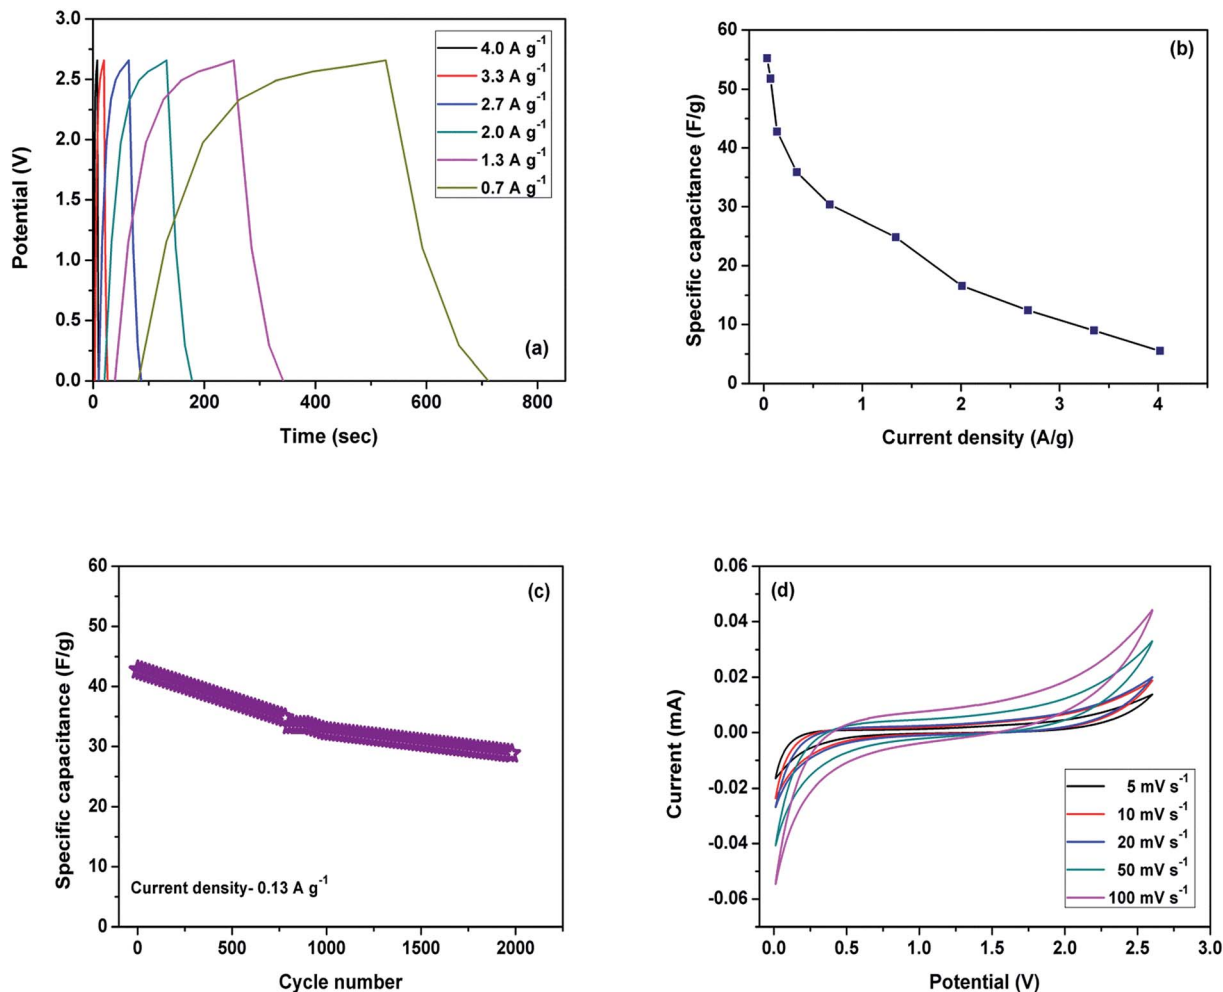 3.0
2.5
2.0
1.5
1.0
0.5
0.0
Potential (V)
4.0 A g⁻¹
3.3 A g⁻¹
2.7 A g⁻¹
2.0 A g⁻¹
1.3 A g⁻¹
0.7 A g⁻¹
(a)
0 200 400 600 800
Time (sec)
60
50
40
30
20
10
0
Specific capacitance (F/g)
(b)
0 1 2 3 4
Current density (A/g)
60
50
40
30
20
10
0
Specific capacitance (F/g)
(c)
Current density- 0.13 A g⁻¹
0 500 1000 1500 2000
Cycle number
0.06
0.04
0.02
0.00
-0.02
-0.04
-0.06
Current (mA)
(d)
5 mV s⁻¹
10 mV s⁻¹
20 mV s⁻¹
50 mV s⁻¹
100 mV s⁻¹
0.0 0.5 1.0 1.5 2.0 2.5 3.0
Potential (V)